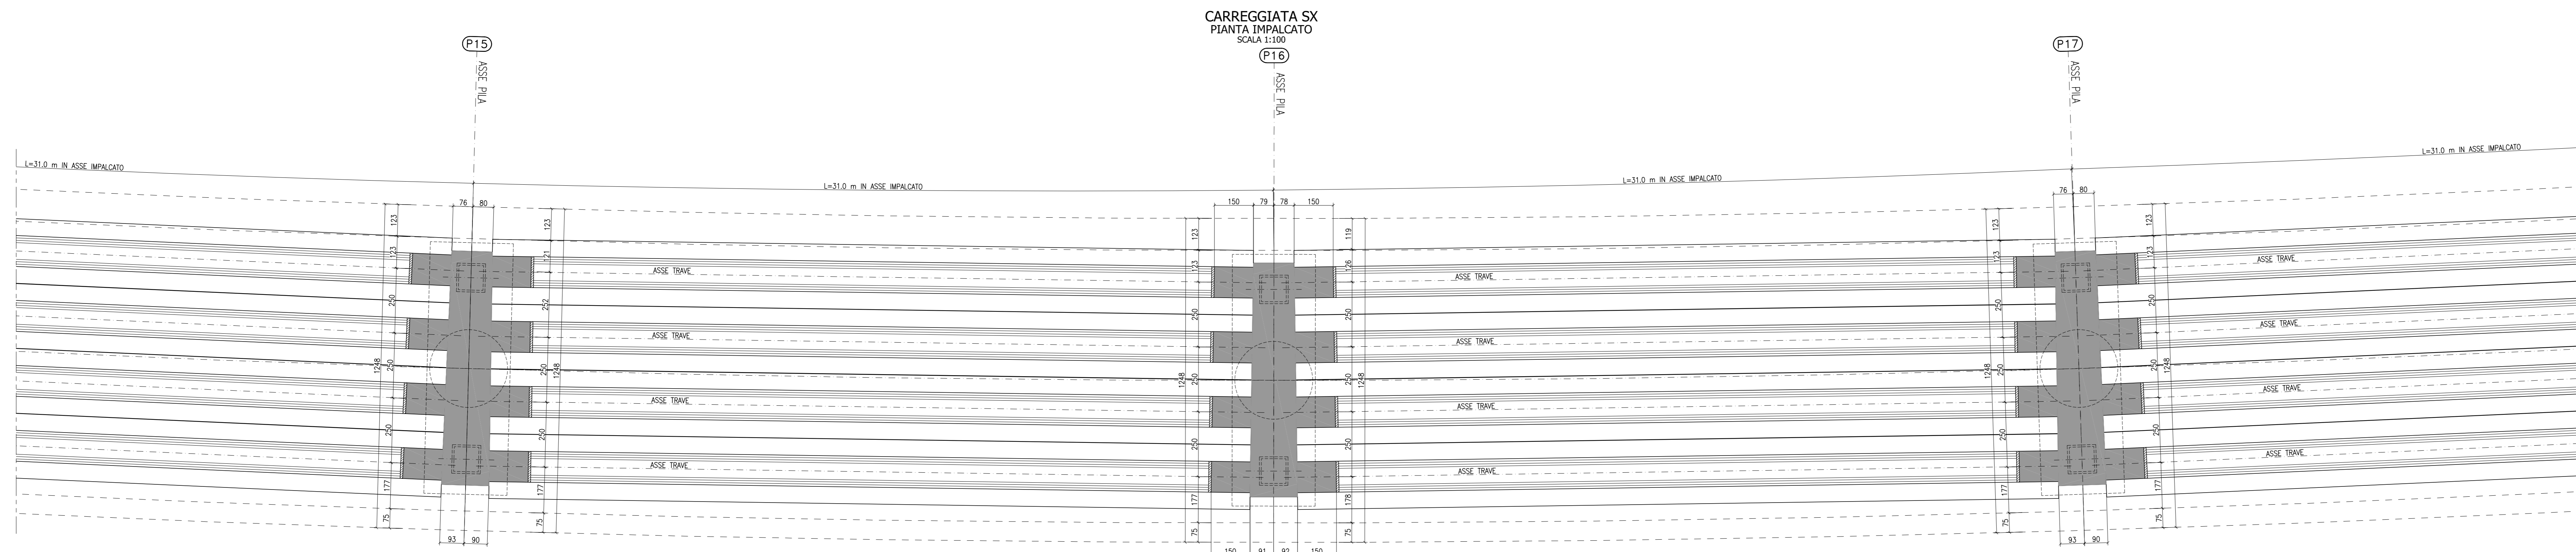 CARREGGIATA SX
PIANTA IMPALCATO
SCALA 1:100
P15
P16
P17
ASSE PILA
ASSE PILA
ASSE PILA
L=31.0 m IN ASSE IMPALCATO
L=31.0 m IN ASSE IMPALCATO
L=31.0 m IN ASSE IMPALCATO
L=31.0 m IN ASSE IMPALCATO
76 80
150 79 78 150
76 80
123 123 250 250 250 177 75 1248
123 121 252 250 250 177 75 1248
123 123 250 250 250 177 75 1248
119 126 250 250 250 178 75 1248
123 123 250 250 250 177 75 1248
123 123 250 250 250 177 75 1248
ASSE TRAVE
ASSE TRAVE
ASSE TRAVE
ASSE TRAVE
ASSE TRAVE
ASSE TRAVE
ASSE TRAVE
ASSE TRAVE
ASSE TRAVE
ASSE TRAVE
ASSE TRAVE
ASSE TRAVE
93 90
150 91 92 150
93 90